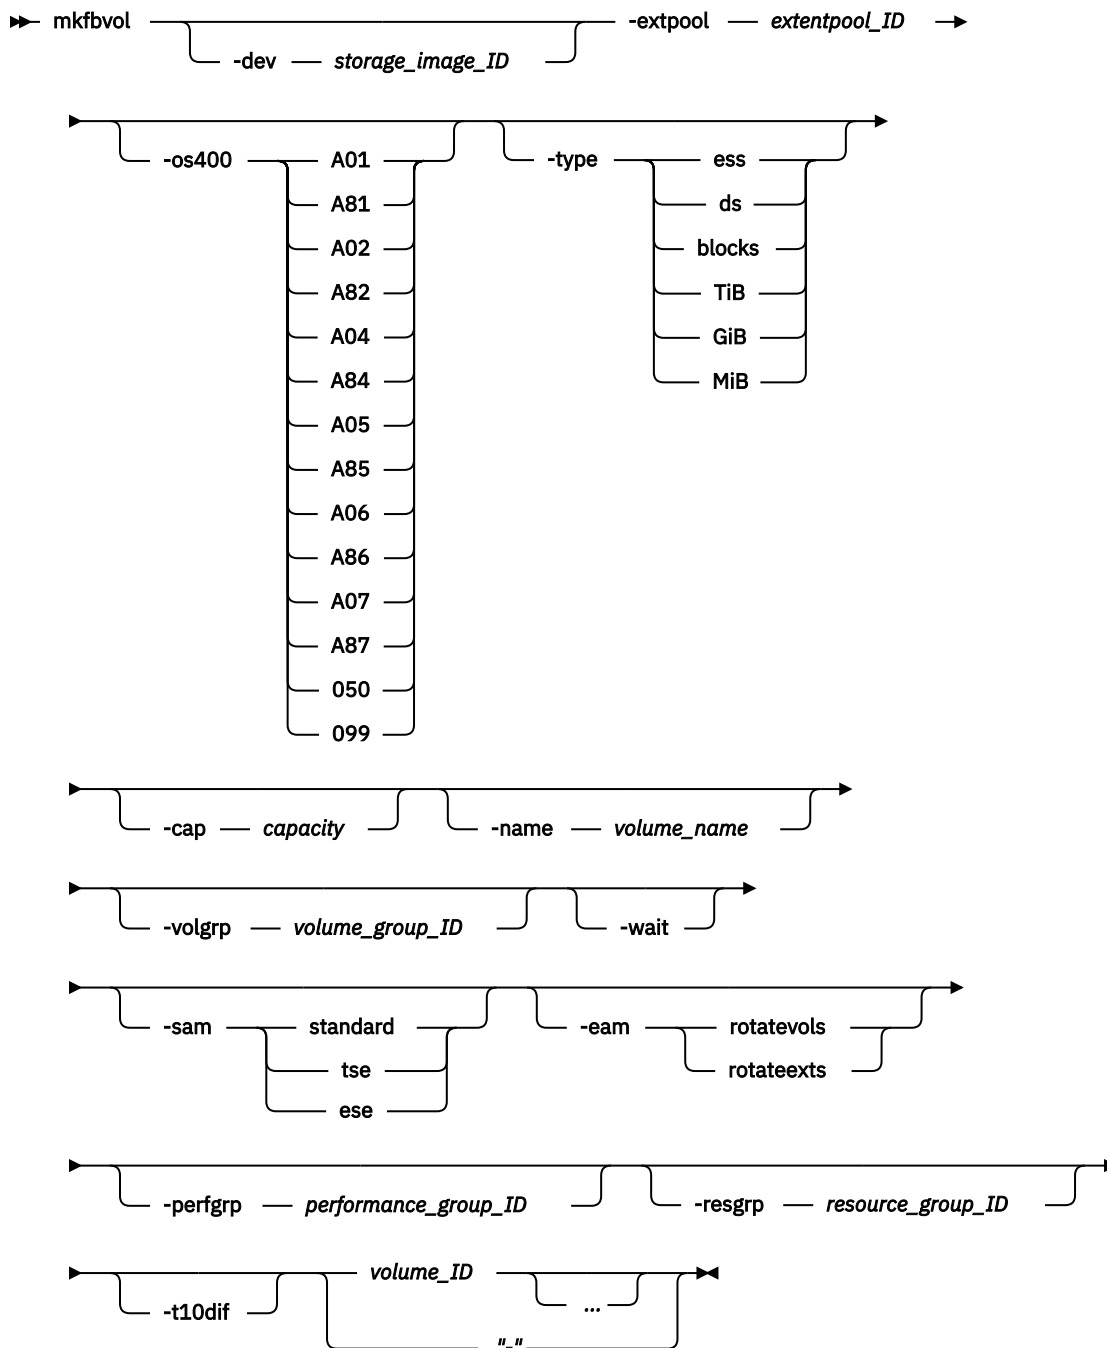 mkfbvol -extpool extentpool_ID
-dev storage_image_ID
-os400 A01 -type ess
A81 ds
A02 blocks
A82 TiB
A04 GiB
A84 MiB
A05
A85
A06
A86
A07
A87
050
099
-cap capacity -name volume_name
-volgrp volume_group_ID -wait
-sam standard -eam rotatevols
tse rotateexts
ese
-perfgrp performance_group_ID -resgrp resource_group_ID
volume_ID
-t10dif ...
"-"